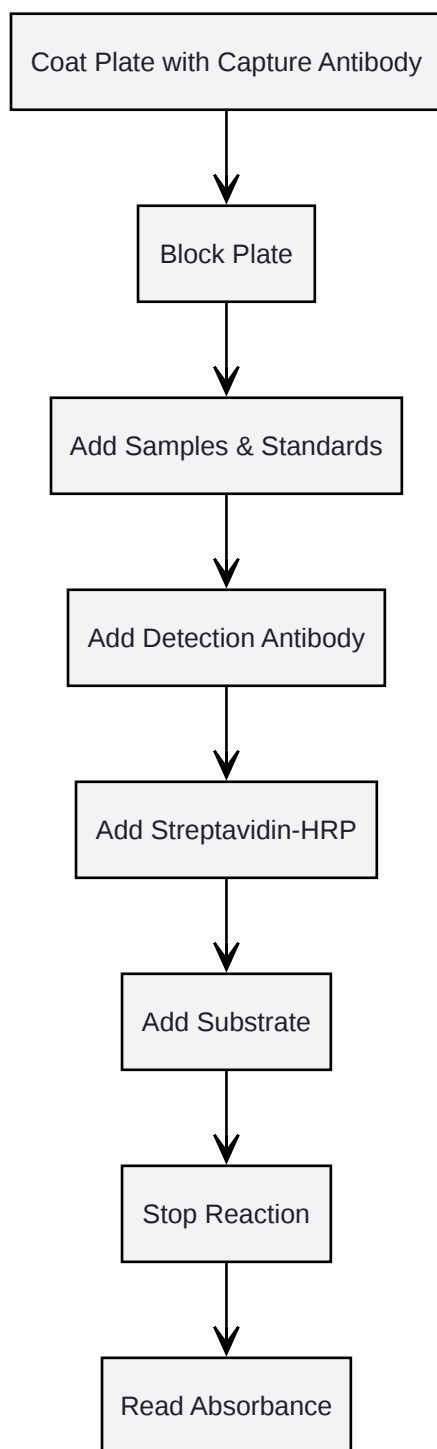 Coat Plate with Capture Antibody
Block Plate
Add Samples & Standards
Add Detection Antibody
Add Streptavidin-HRP
Add Substrate
Stop Reaction
Read Absorbance